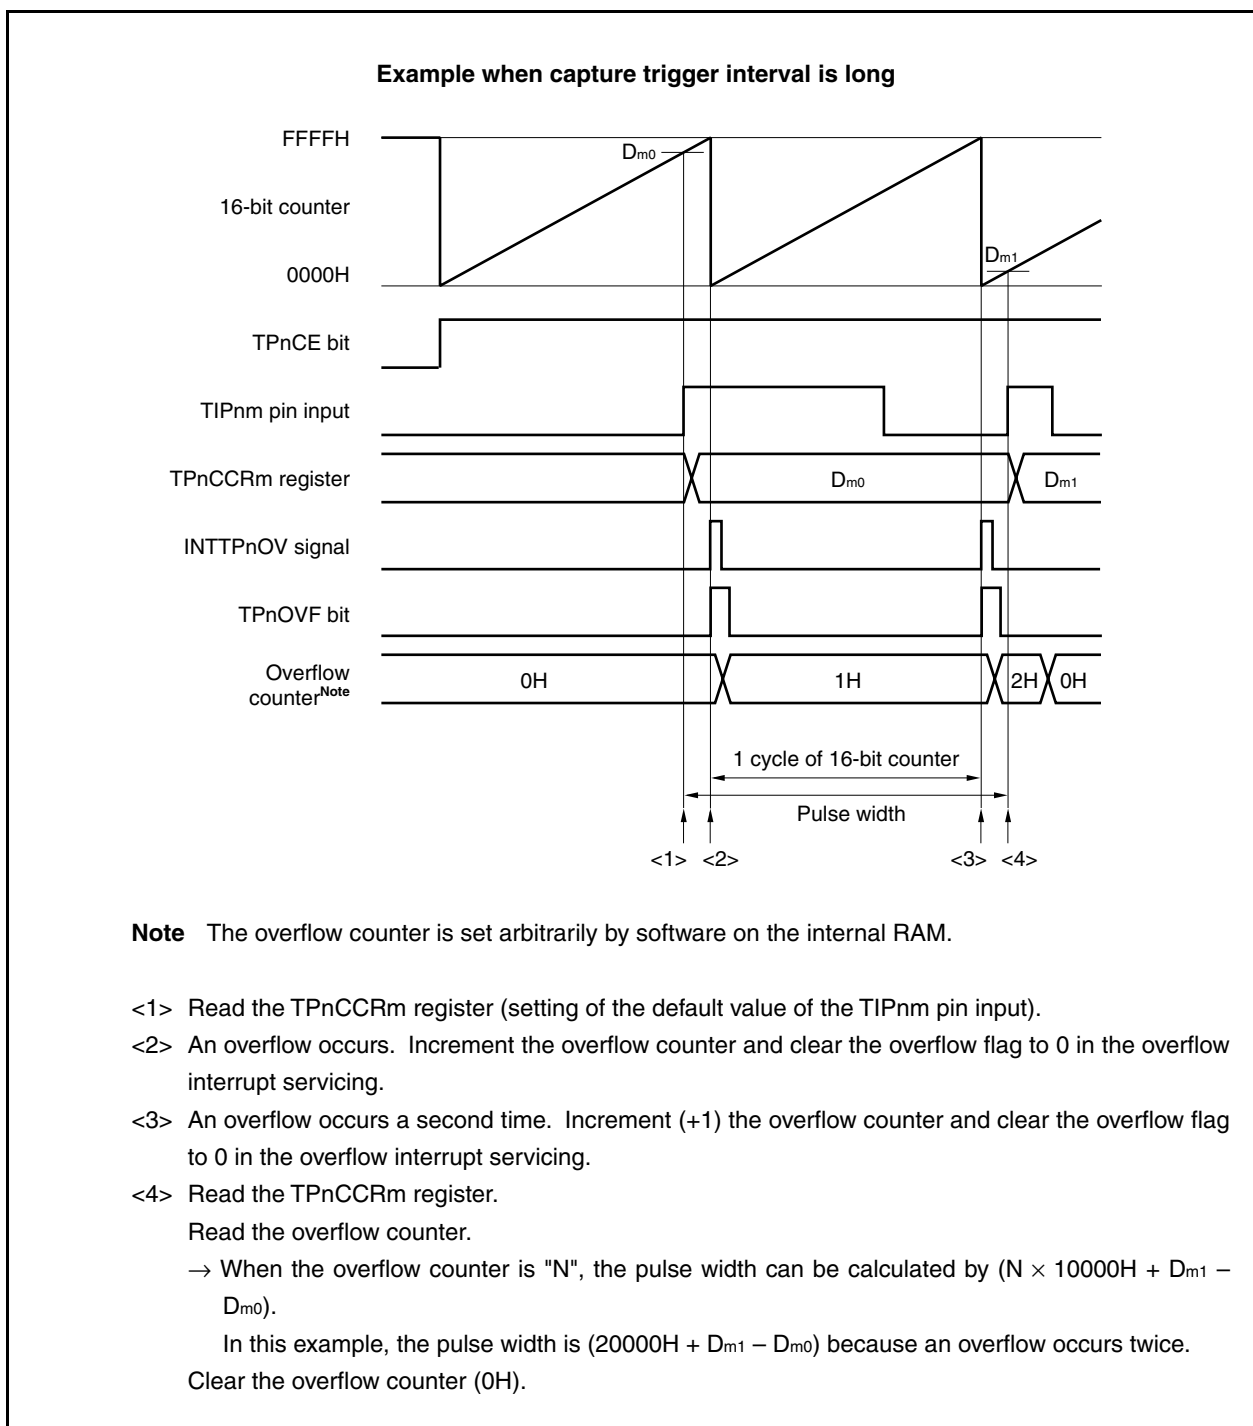 Example when capture trigger interval is long
FFFFH
Dm0
16-bit counter
0000H
Dm1
TPnCE bit
TIPnm pin input
TPnCCRm register
Dm0
Dm1
INTTPnOV signal
TPnOVF bit
Overflow
counterNote
0H
1H
2H
0H
1 cycle of 16-bit counter
Pulse width
<1> <2> <3> <4>
Note The overflow counter is set arbitrarily by software on the internal RAM.
<1> Read the TPnCCRm register (setting of the default value of the TIPnm pin input).
<2> An overflow occurs. Increment the overflow counter and clear the overflow flag to 0 in the overflow
interrupt servicing.
<3> An overflow occurs a second time. Increment (+1) the overflow counter and clear the overflow flag
to 0 in the overflow interrupt servicing.
<4> Read the TPnCCRm register.
Read the overflow counter.
→ When the overflow counter is "N", the pulse width can be calculated by (N × 10000H + Dm1 –
Dm0).
In this example, the pulse width is (20000H + Dm1 – Dm0) because an overflow occurs twice.
Clear the overflow counter (0H).